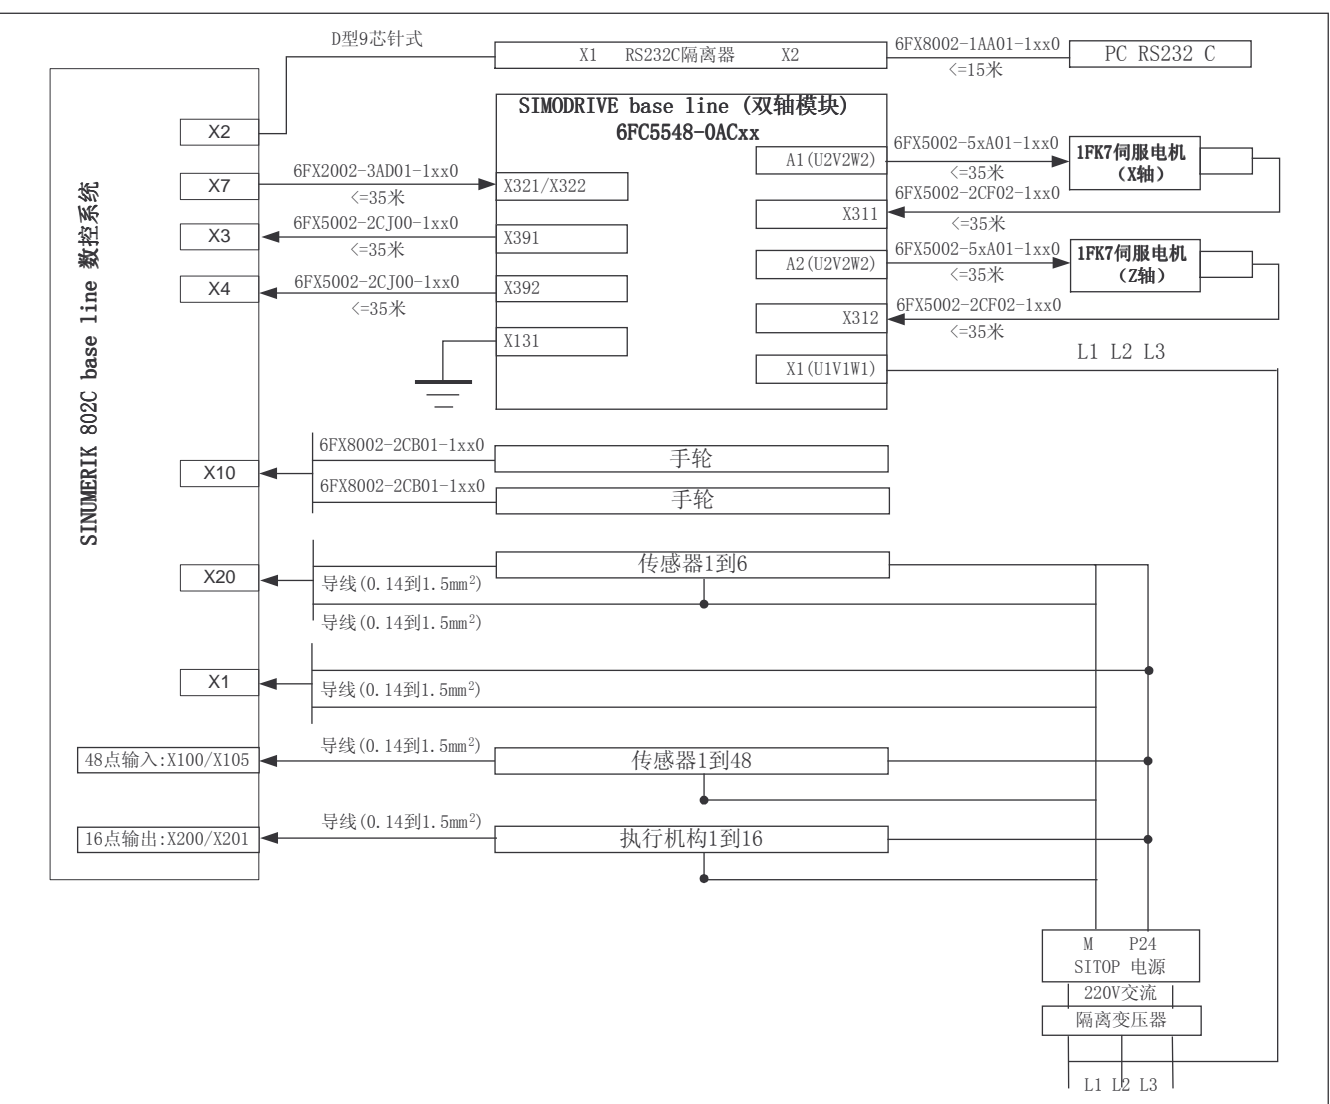 D型9芯针式
X1 RS232C隔离器 X2
6FX8002-1AA01-1xx0
<=15米
PC RS232 C
SINUMERIK 802C base line 数控系统
X2
X7
X3
X4
X10
X20
X1
48点输入:X100/X105
16点输出:X200/X201
6FX2002-3AD01-1xx0
<=35米
6FX5002-2CJ00-1xx0
<=35米
6FX5002-2CJ00-1xx0
<=35米
SIMODRIVE base line (双轴模块)
6FC5548-0ACxx
X321/X322
X391
X392
X131
A1(U2V2W2)
X311
A2(U2V2W2)
X312
X1(U1V1W1)
6FX5002-5xA01-1xx0
<=35米
6FX5002-2CF02-1xx0
<=35米
6FX5002-5xA01-1xx0
<=35米
6FX5002-2CF02-1xx0
<=35米
1FK7伺服电机
(X轴)
1FK7伺服电机
(Z轴)
L1 L2 L3
6FX8002-2CB01-1xx0
手轮
6FX8002-2CB01-1xx0
手轮
传感器1到6
导线(0.14到1.5mm²)
导线(0.14到1.5mm²)
导线(0.14到1.5mm²)
导线(0.14到1.5mm²)
传感器1到48
导线(0.14到1.5mm²)
执行机构1到16
M P24
SITOP 电源
220V交流
隔离变压器
L1 L2 L3